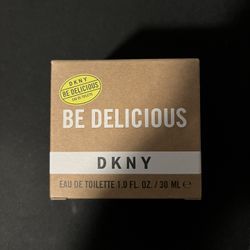 DKNY
BE DELICIOUS
EAU DE TOILETTE
BE DELICIOUS
DKNY
EAU DE TOILETTE 1.0 FL. OZ. / 30 ML ℮